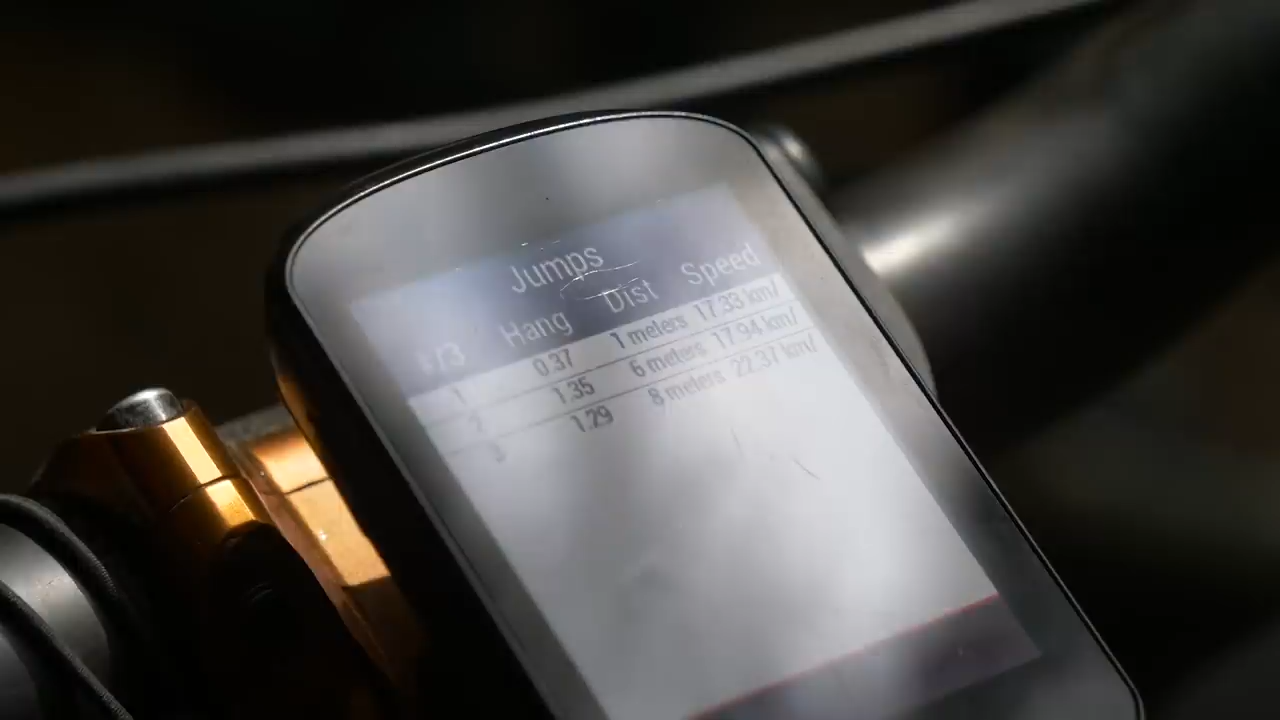 Jumps
Hang Dist Speed
1 0.37 1 meters 17.33 km/
2 1.35 6 meters 17.94 km/
3 1.29 8 meters 22.37 km/